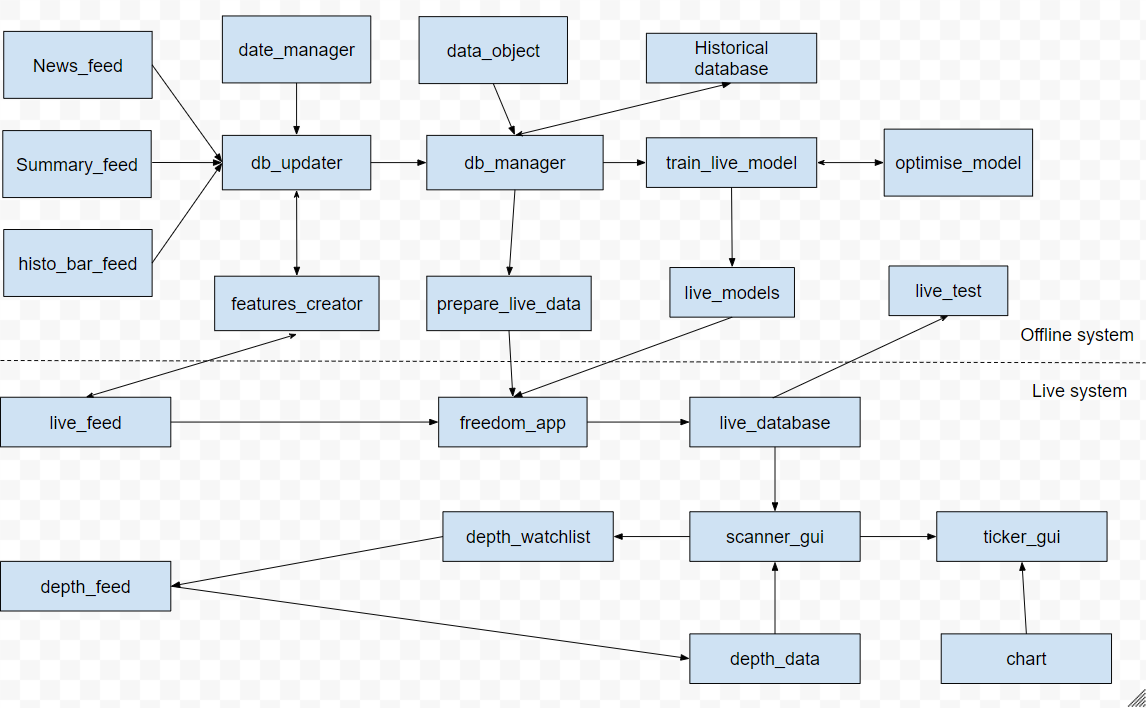 News_feed
date_manager
data_object
Historical
database
Summary_feed
db_updater
db_manager
train_live_model
optimise_model
histo_bar_feed
features_creator
prepare_live_data
live_models
live_test
Offline system
Live system
live_feed
freedom_app
live_database
depth_watchlist
scanner_gui
ticker_gui
depth_feed
depth_data
chart